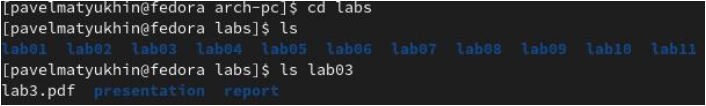 [pavelmatyukhin@fedora arch-pc]$ cd labs
[pavelmatyukhin@fedora labs]$ ls
lab01 lab02 lab03 lab04 lab05 lab06 lab07 lab08 lab09 lab10 lab11
[pavelmatyukhin@fedora labs]$ ls lab03
lab3.pdf presentation report